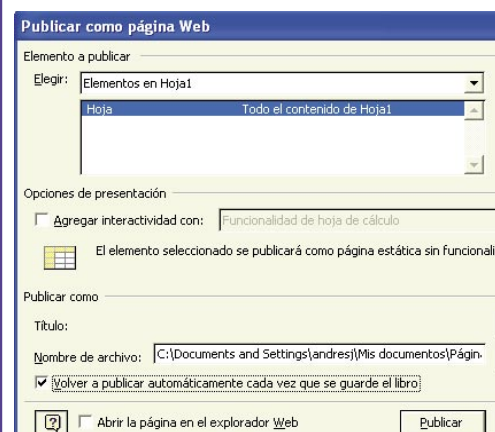 Publicar como página Web
Elemento a publicar
Elegir: Elementos en Hoja1
Hoja Todo el contenido de Hoja1
Opciones de presentación
Agregar interactividad con: Funcionalidad de hoja de cálculo
El elemento seleccionado se publicará como página estática sin funcionali
Publicar como
Título:
Nombre de archivo: C:\Documents and Settings\andresj\Mis documentos\Págin.
Volver a publicar automáticamente cada vez que se guarde el libro
? Abrir la página en el explorador Web Publicar